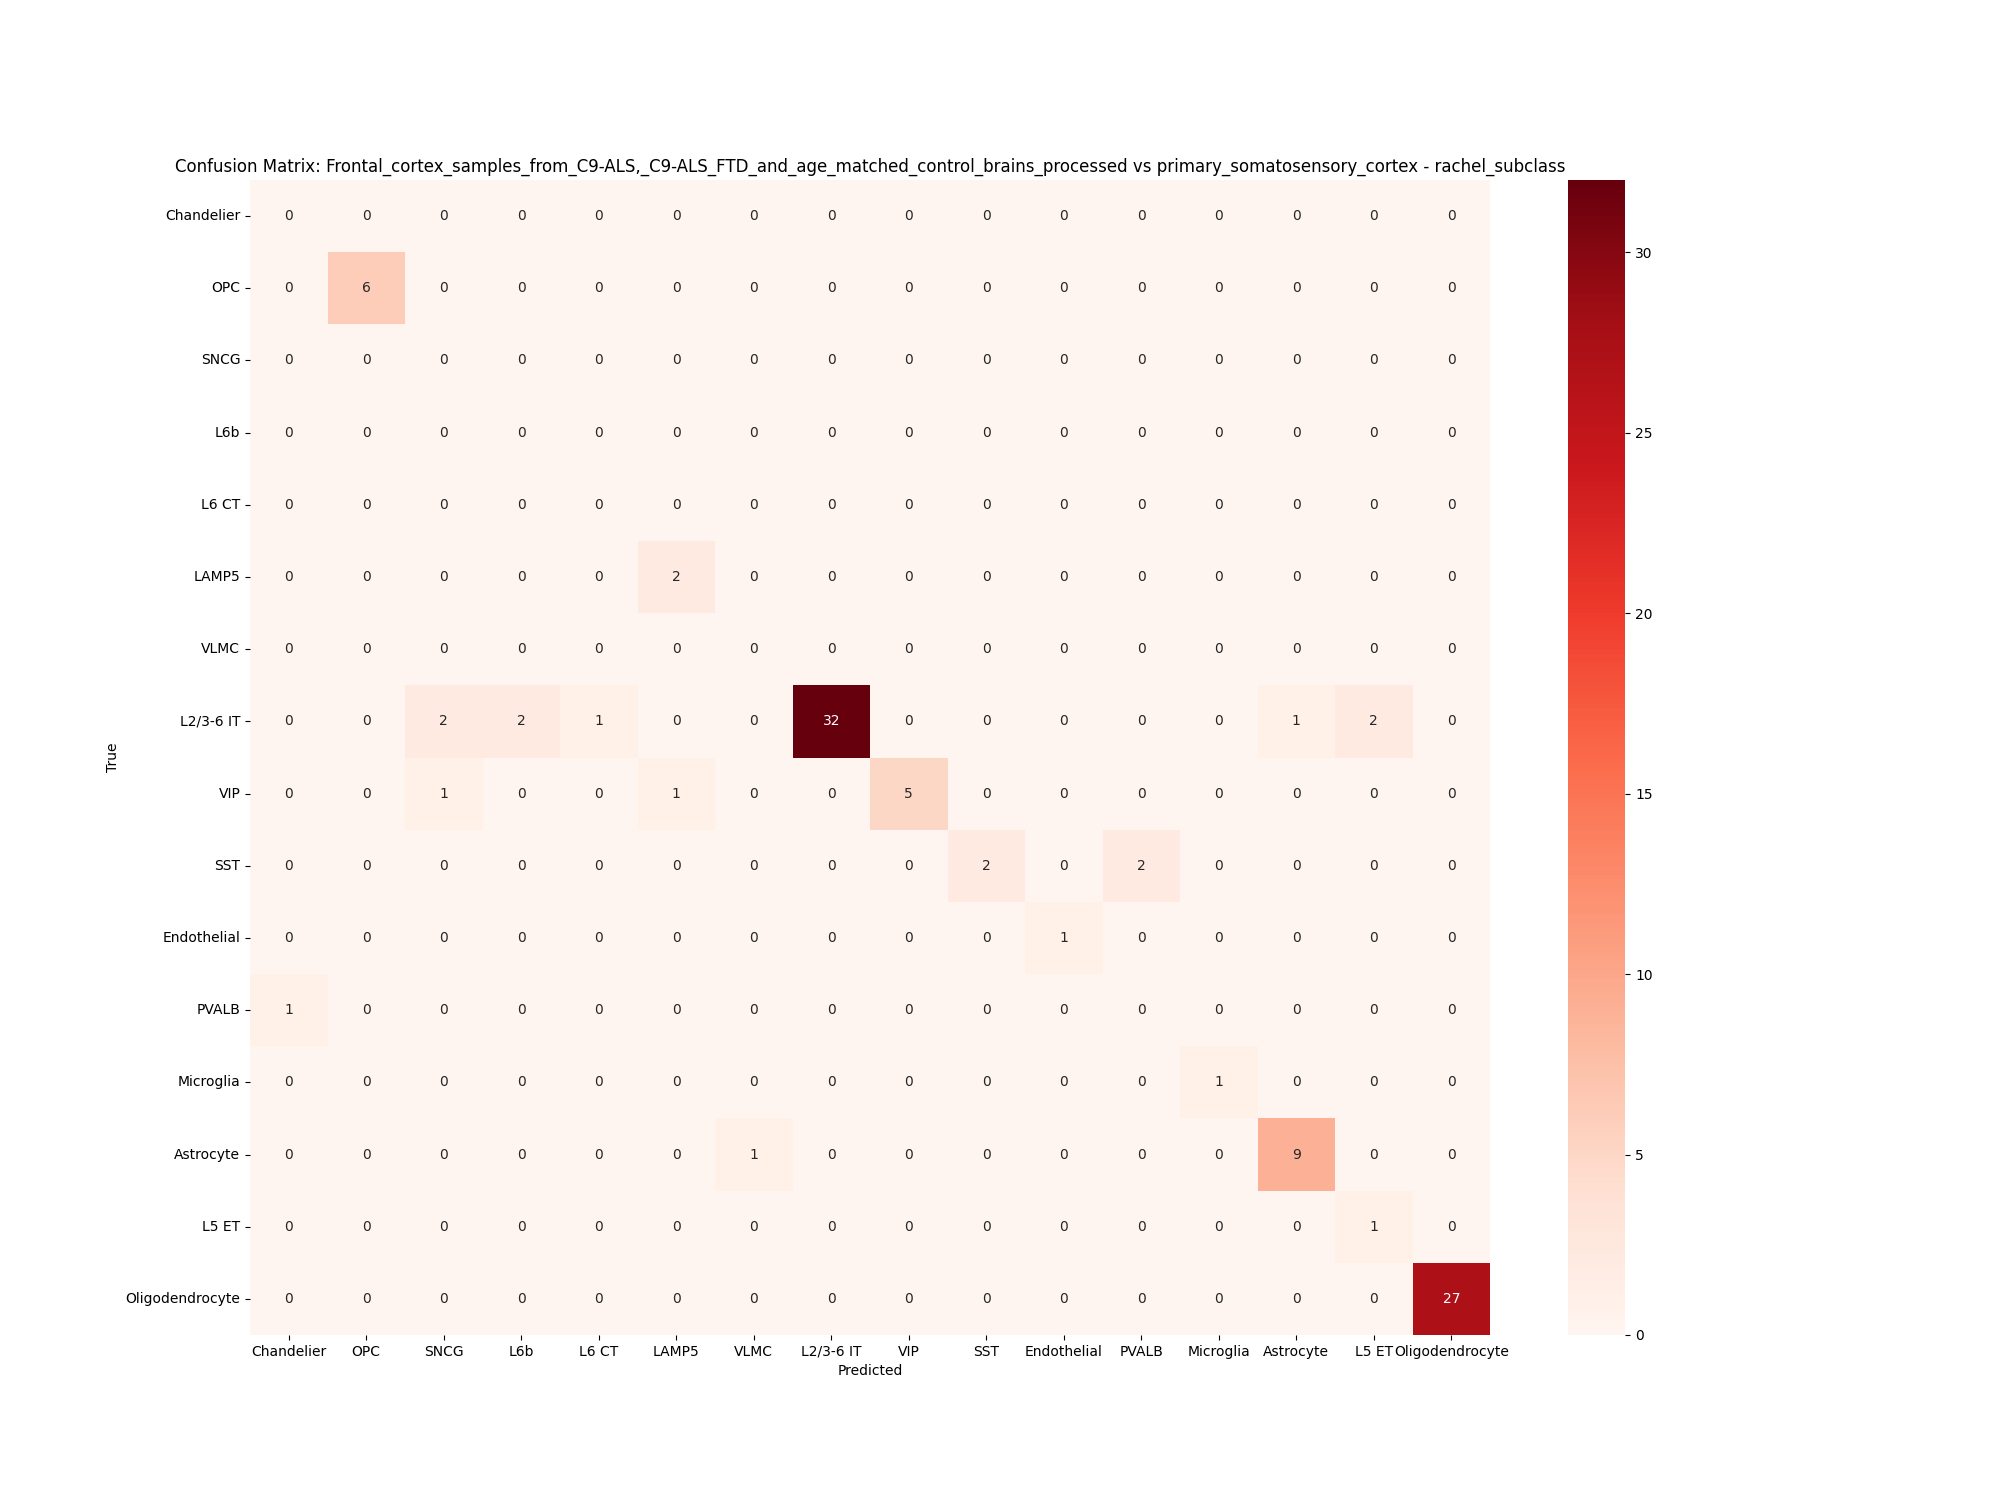 Confusion Matrix: Frontal_cortex_samples_from_C9-ALS,_C9-ALS_FTD_and_age_matched_control_brains_processed vs primary_somatosensory_cortex - rachel_subclass
Chandelier 0 0 0 0 0 0 0 0 0 0 0 0 0 0 0 0
OPC 0 6 0 0 0 0 0 0 0 0 0 0 0 0 0 0
SNCG 0 0 0 0 0 0 0 0 0 0 0 0 0 0 0 0
L6b 0 0 0 0 0 0 0 0 0 0 0 0 0 0 0 0
L6 CT 0 0 0 0 0 0 0 0 0 0 0 0 0 0 0 0
LAMP5 0 0 0 0 0 2 0 0 0 0 0 0 0 0 0 0
VLMC 0 0 0 0 0 0 0 0 0 0 0 0 0 0 0 0
L2/3-6 IT 0 0 2 2 1 0 0 32 0 0 0 0 0 1 2 0
VIP 0 0 1 0 0 1 0 0 5 0 0 0 0 0 0 0
SST 0 0 0 0 0 0 0 0 0 2 0 2 0 0 0 0
Endothelial 0 0 0 0 0 0 0 0 0 0 1 0 0 0 0 0
PVALB 1 0 0 0 0 0 0 0 0 0 0 0 0 0 0 0
Microglia 0 0 0 0 0 0 0 0 0 0 0 0 1 0 0 0
Astrocyte 0 0 0 0 0 0 1 0 0 0 0 0 0 9 0 0
L5 ET 0 0 0 0 0 0 0 0 0 0 0 0 0 0 1 0
Oligodendrocyte 0 0 0 0 0 0 0 0 0 0 0 0 0 0 0 27
Chandelier OPC SNCG L6b L6 CT LAMP5 VLMC L2/3-6 IT VIP SST Endothelial PVALB Microglia Astrocyte L5 ET Oligodendrocyte
Predicted
True
30
25
20
15
10
5
0